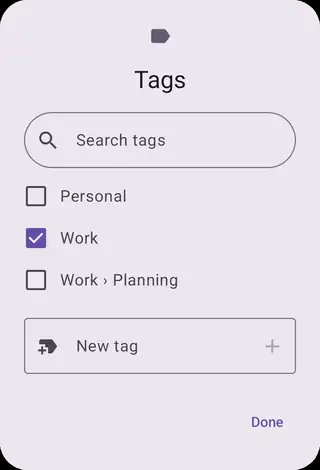 Tags
Search tags
Personal
Work
Work › Planning
New tag
Done